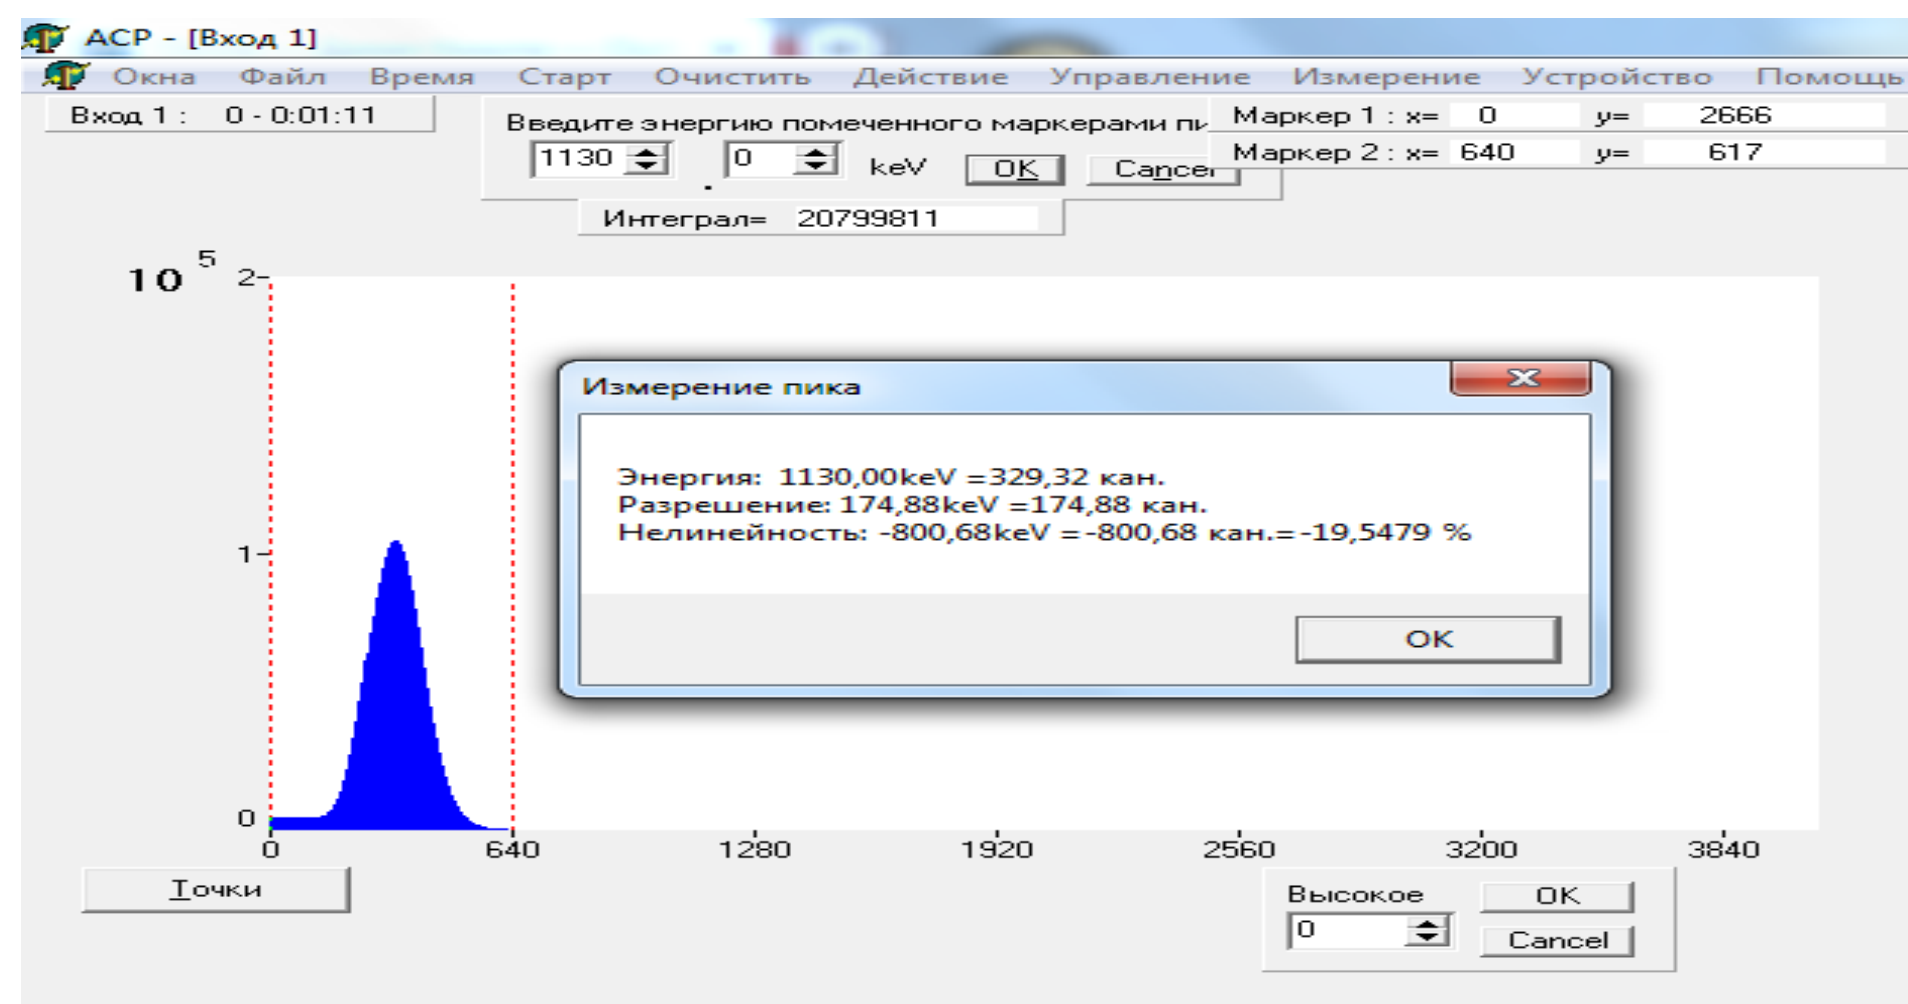 ACP - [Вход 1]
Окна Файл Время Старт Очистить Действие Управление Измерение Устройство Помощь
Вход 1 : 0 - 0:01:11
Введите энергию помеченного маркерами пи
1130 . 0 keV OK Cancel
Маркер 1 : x= 0 y= 2666
Маркер 2 : x= 640 y= 617
Интеграл= 20799811
10 5
2
1
0
Измерение пика
Энергия: 1130,00keV =329,32 кан.
Разрешение: 174,88keV =174,88 кан.
Нелинейность: -800,68keV =-800,68 кан.=-19,5479 %
OK
0 640 1280 1920 2560 3200 3840
Точки
Высокое OK
0 Cancel